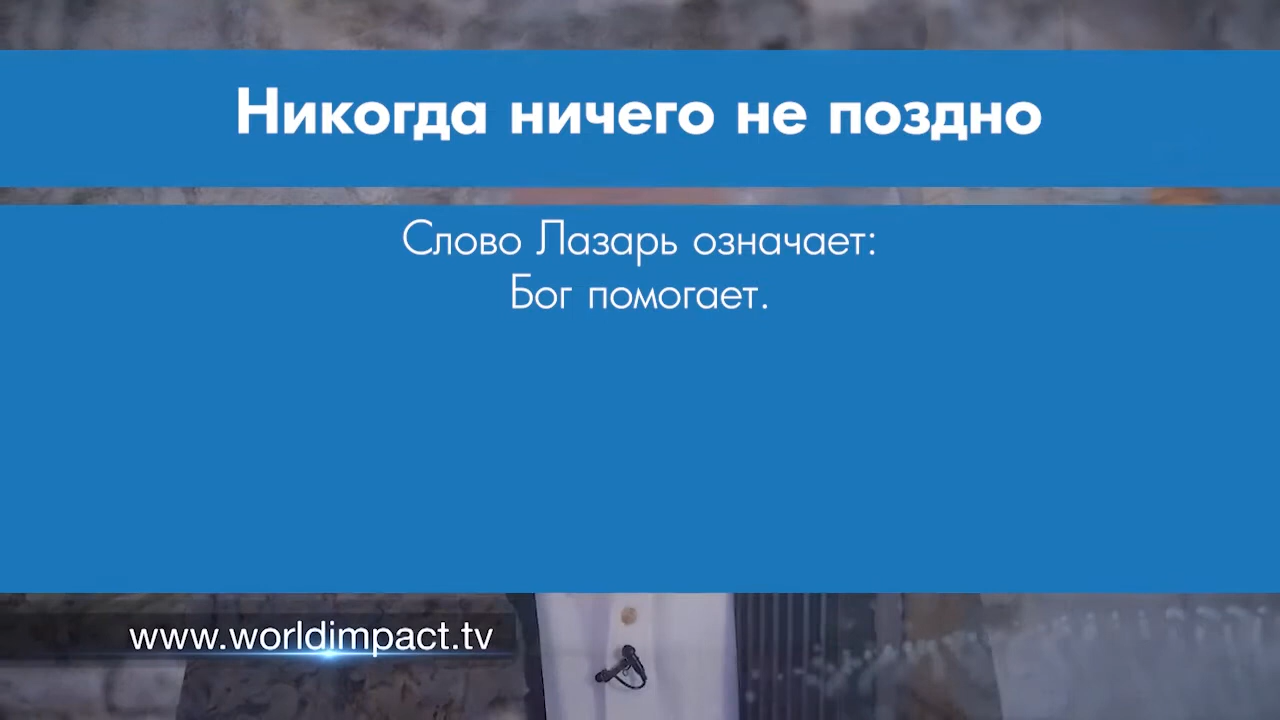 Никогда ничего не поздно
Слово Лазарь означает:
Бог помогает.
www.worldimpact.tv